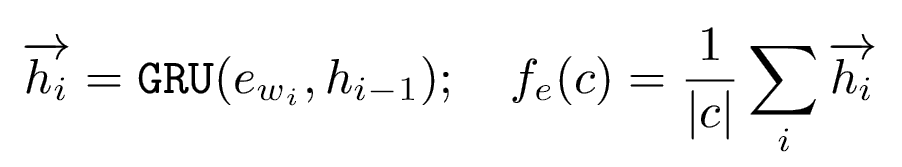 $\overrightarrow{h_i} = \texttt{GRU}(e_{w_i}, h_{i-1}); \quad f_e(c) = \frac{1}{|c|} \sum_i \overrightarrow{h_i}$